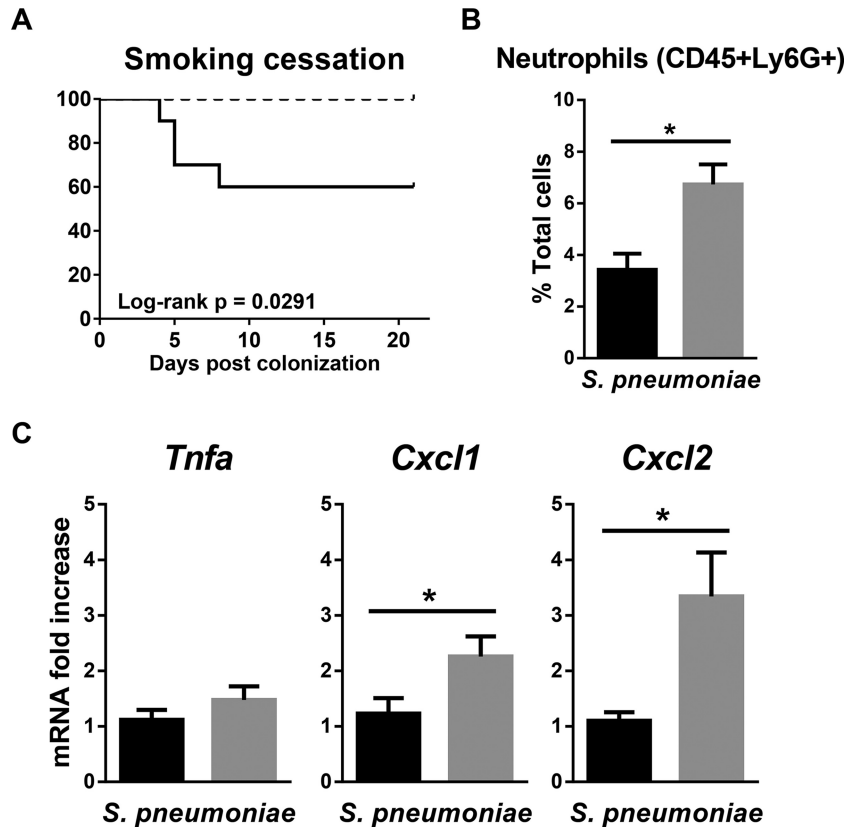 A
Smoking cessation
100
80
60
40
20
0
Log-rank p = 0.0291
0 5 10 15 20
Days post colonization
B
Neutrophils (CD45+Ly6G+)
% Total cells
10
8
6
4
2
0
*
S. pneumoniae
C
mRNA fold increase
Tnfa
5
4
3
2
1
0
S. pneumoniae
Cxcl1
5
4
3
2
1
0
*
S. pneumoniae
Cxcl2
5
4
3
2
1
0
*
S. pneumoniae